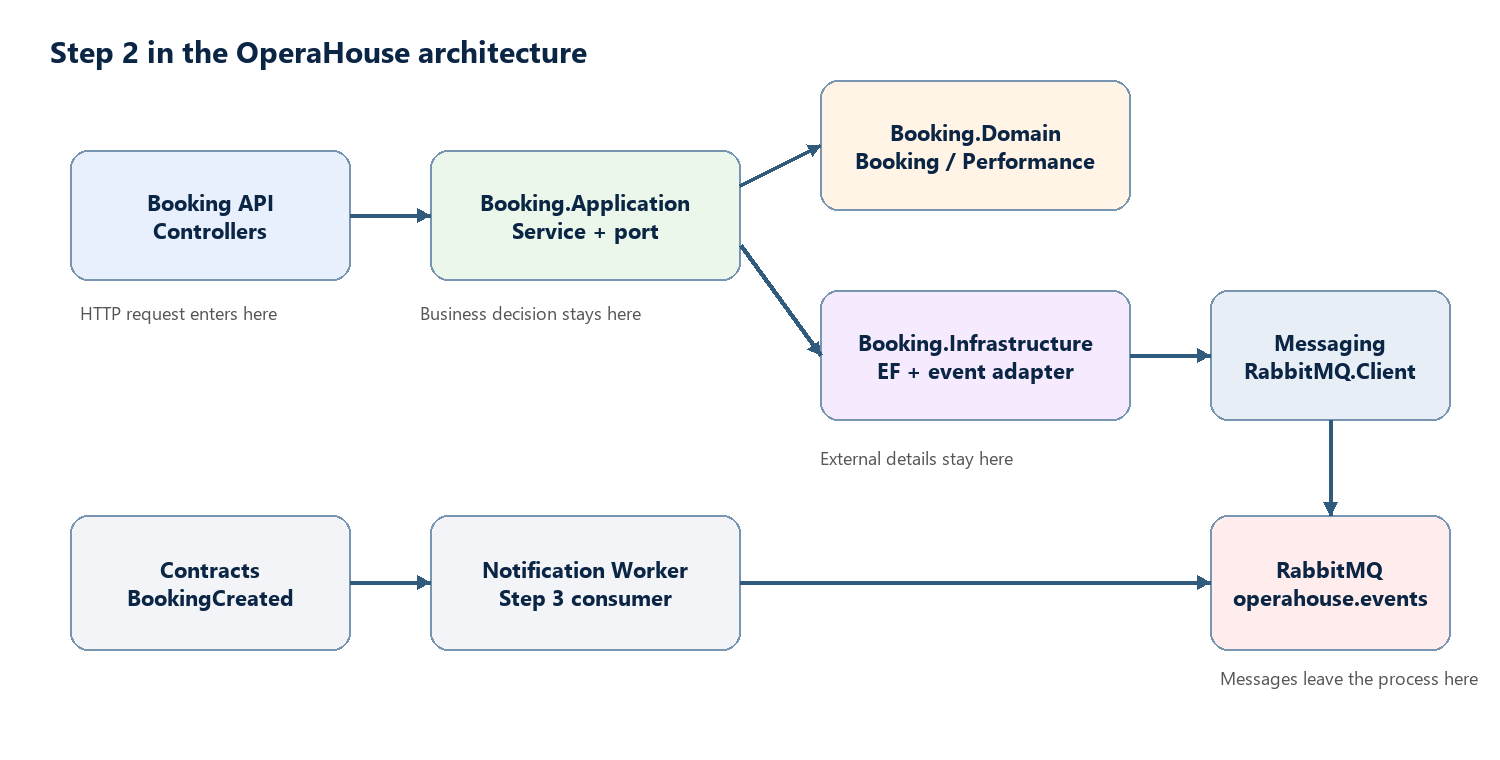 Step 2 in the OperaHouse architecture
Booking.Domain
Booking / Performance
Booking API
Controllers
Booking.Application
Service + port
HTTP request enters here
Business decision stays here
Booking.Infrastructure
EF + event adapter
Messaging
RabbitMQ.Client
External details stay here
Contracts
BookingCreated
Notification Worker
Step 3 consumer
RabbitMQ
operahouse.events
Messages leave the process here